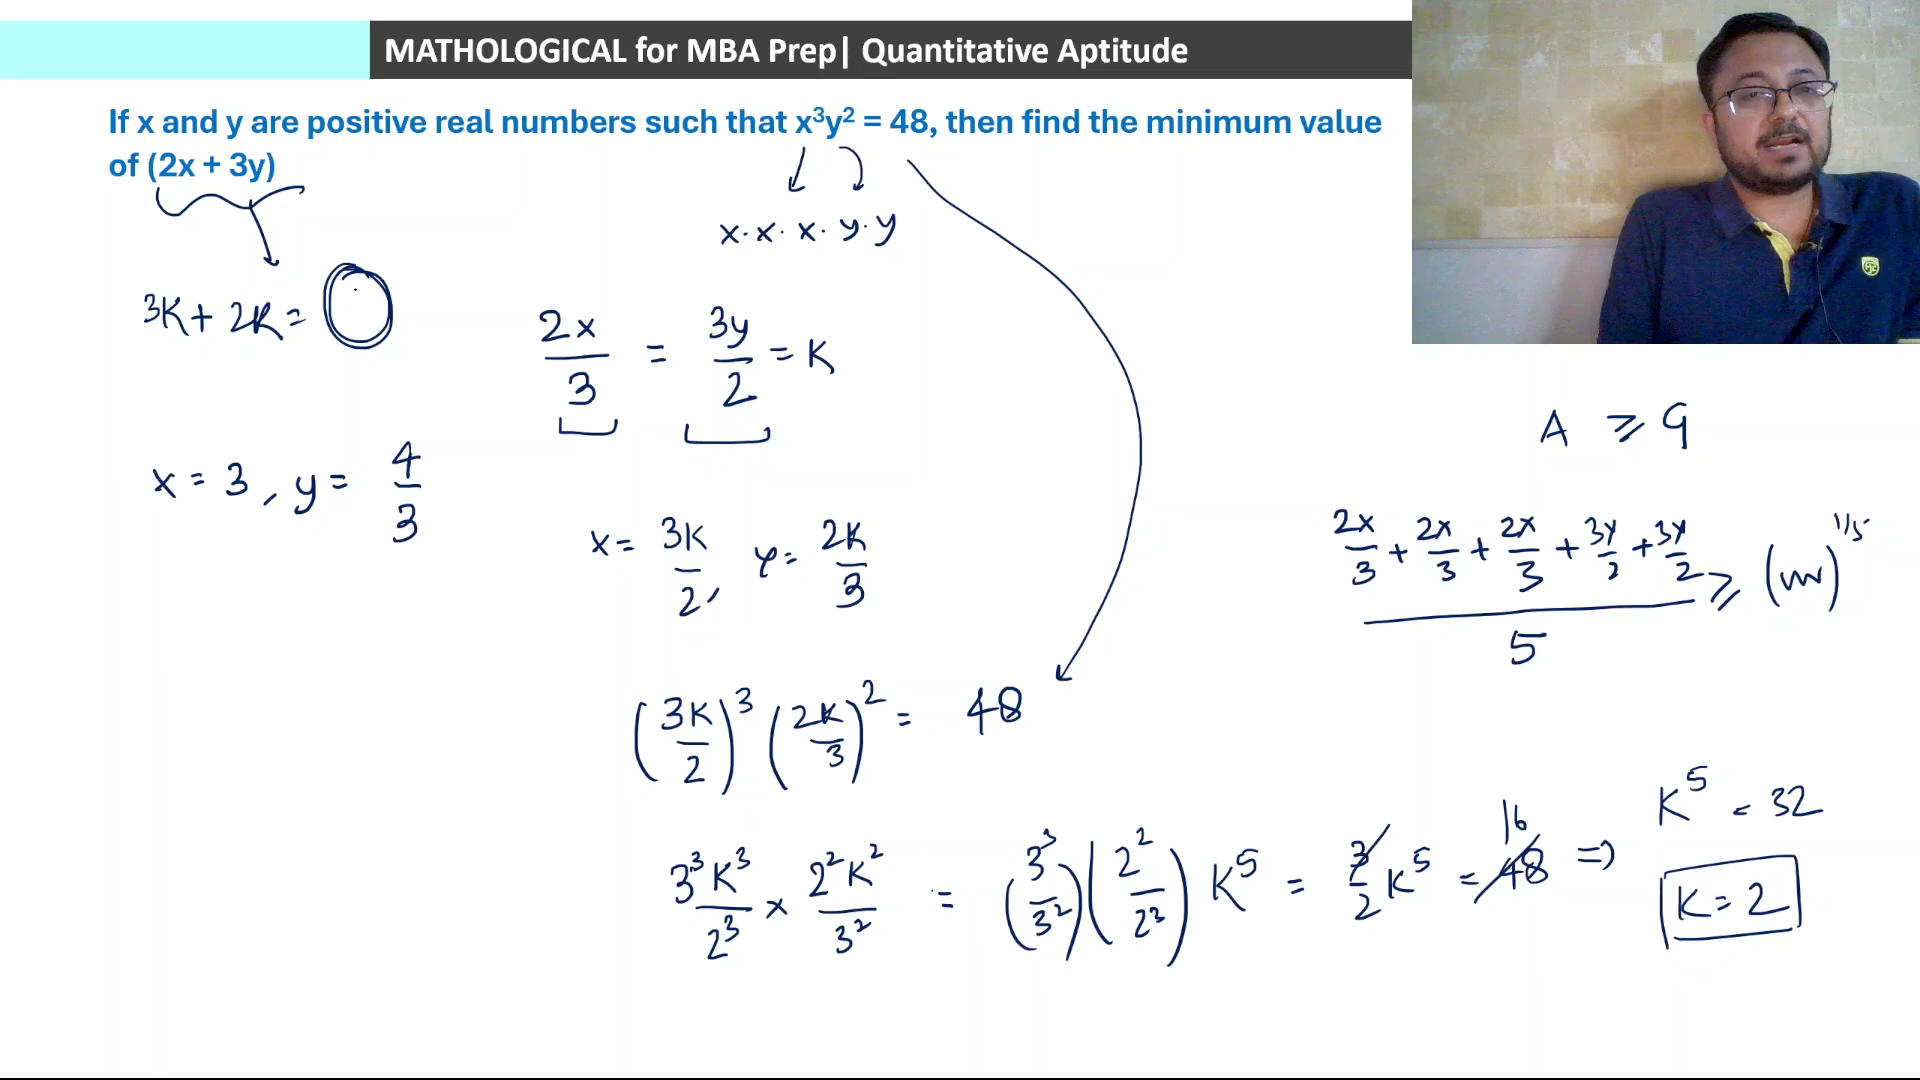 MATHOLOGICAL for MBA Prep| Quantitative Aptitude
If x and y are positive real numbers such that x³y² = 48, then find the minimum value
of (2x + 3y)
x · x · x · y · y
3K + 2K =
2x/3 = 3y/2 = K
A ⩾ G
x = 3, y = 4/3
x = 3K/2, y = 2K/3
(2x/3 + 2x/3 + 2x/3 + 3y/2 + 3y/2)/5 ⩾ ( )^1/5
(3K/2)³ (2K/3)² = 48
3³K³/2³ × 2²K²/3² = (3³/3²)(2²/2³) K⁵ = 3/2 K⁵ = 48 16 ⇒ K⁵ = 32
K = 2